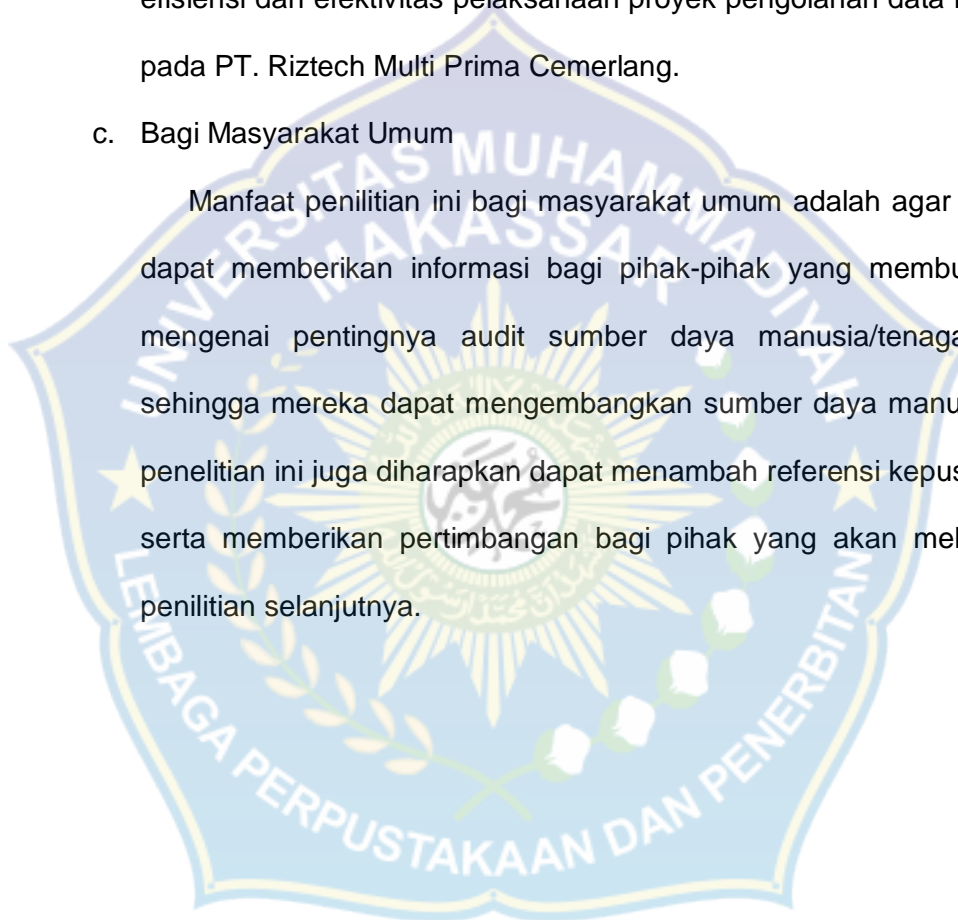 efisiensi dan efektivitas pelaksanaan proyek pengolahan data
pada PT. Riztech Multi Prima Cemerlang.
c. Bagi Masyarakat Umum
Manfaat penilitian ini bagi masyarakat umum adalah agar
dapat memberikan informasi bagi pihak-pihak yang
mengenai pentingnya audit sumber daya manusia/tenaga
sehingga mereka dapat mengembangkan sumber daya
penelitian ini juga diharapkan dapat menambah referensi
serta memberikan pertimbangan bagi pihak yang akan
penilitian selanjutnya.
UNIVERSITAS MUHAMMADIYAH
MAKASSAR
LEMBAGA PERPUSTAKAAN DAN PENERBITAN